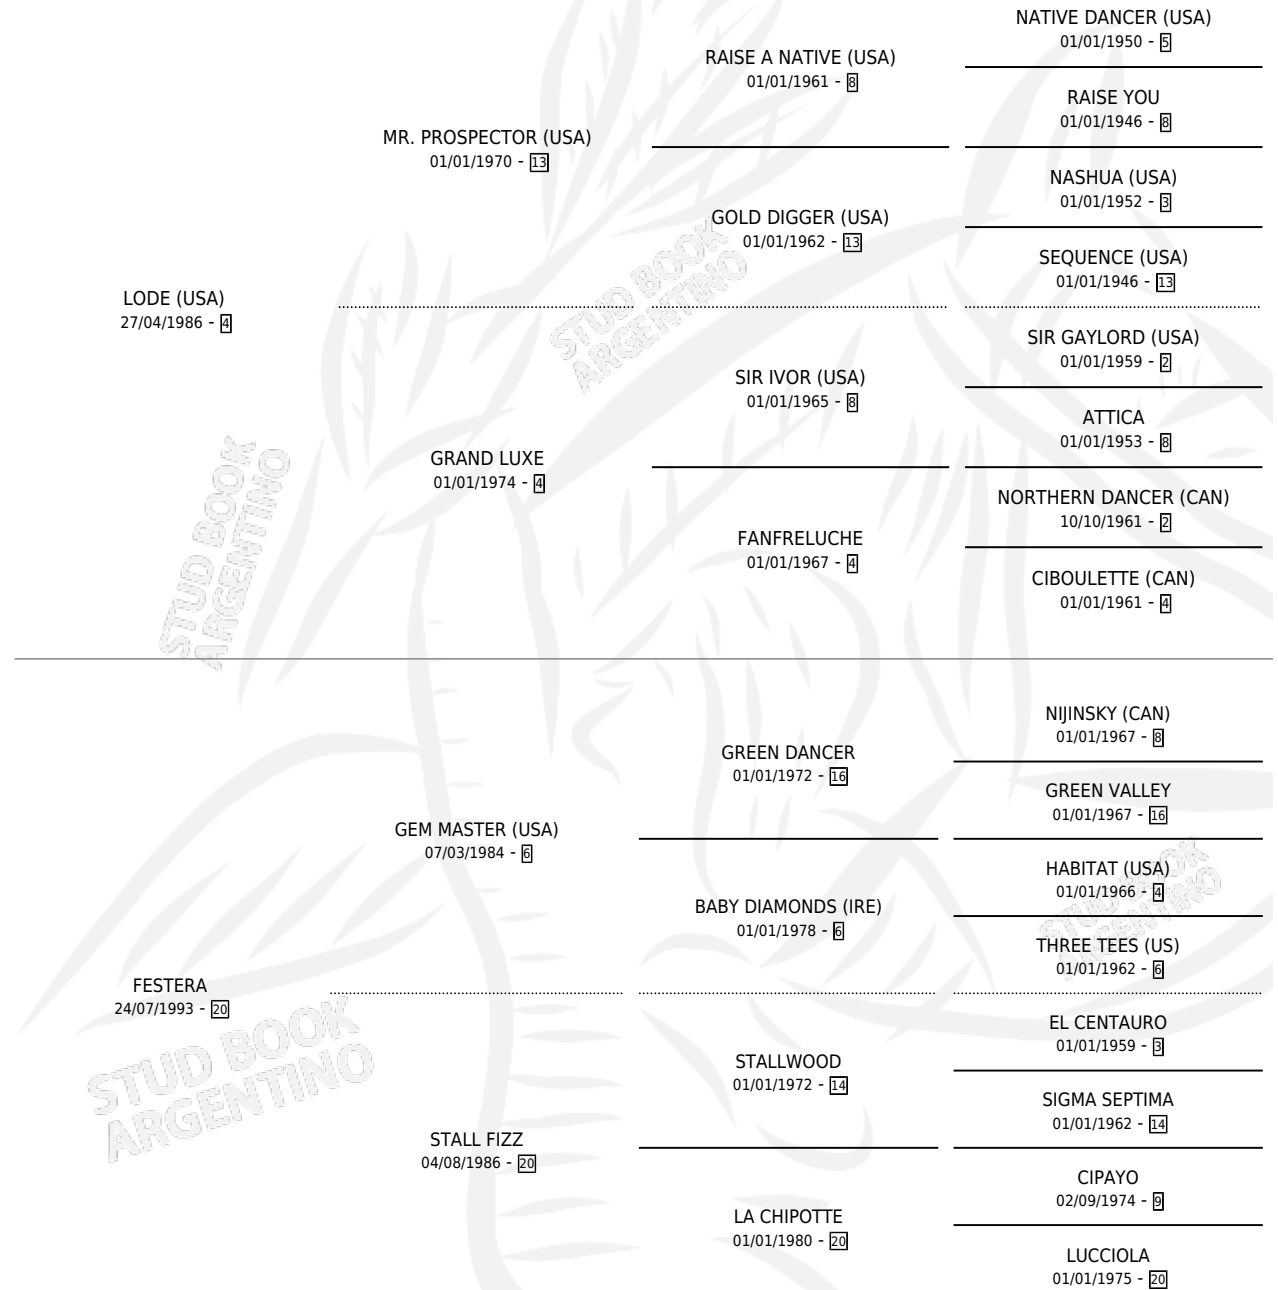 NATIVE DANCER (USA)
01/01/1950 - 5
RAISE A NATIVE (USA)
01/01/1961 - 8
RAISE YOU
01/01/1946 - 8
MR. PROSPECTOR (USA)
01/01/1970 - 13
NASHUA (USA)
01/01/1952 - 3
GOLD DIGGER (USA)
01/01/1962 - 13
SEQUENCE (USA)
01/01/1946 - 13
LODE (USA)
27/04/1986 - 4
SIR GAYLORD (USA)
01/01/1959 - 2
SIR IVOR (USA)
01/01/1965 - 8
ATTICA
01/01/1953 - 8
GRAND LUXE
01/01/1974 - 4
NORTHERN DANCER (CAN)
10/10/1961 - 2
FANFRELUCHE
01/01/1967 - 4
CIBOULETTE (CAN)
01/01/1961 - 4
NIJINSKY (CAN)
01/01/1967 - 8
GREEN DANCER
01/01/1972 - 16
GREEN VALLEY
01/01/1967 - 16
GEM MASTER (USA)
07/03/1984 - 6
HABITAT (USA)
01/01/1966 - 4
BABY DIAMONDS (IRE)
01/01/1978 - 6
THREE TEES (US)
01/01/1962 - 6
FESTERA
24/07/1993 - 20
EL CENTAURO
01/01/1959 - 3
STALLWOOD
01/01/1972 - 14
SIGMA SEPTIMA
01/01/1962 - 14
STALL FIZZ
04/08/1986 - 20
CIPAYO
02/09/1974 - 9
LA CHIPOTTE
01/01/1980 - 20
LUCCIOLA
01/01/1975 - 20
STUD BOOK
ARGENTINO
STUD BOOK
ARGENTINO
STUD BOOK
ARGENTINO
STUD BOOK
ARGENTINO